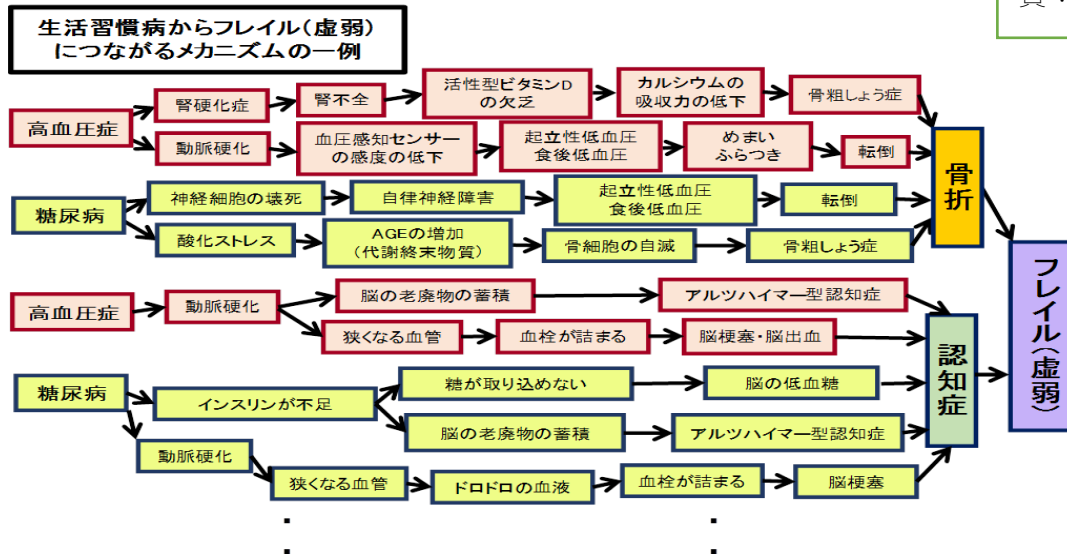 質・
生活習慣病からフレイル(虚弱)
につながるメカニズムの一例
高血圧症
腎硬化症
腎不全
活性型ビタミンD
の欠乏
カルシウムの
吸収力の低下
骨粗しょう症
動脈硬化
血圧感知センサー
の感度の低下
起立性低血圧
食後低血圧
めまい
ふらつき
転倒
糖尿病
神経細胞の壊死
自律神経障害
起立性低血圧
食後低血圧
転倒
酸化ストレス
AGEの増加
(代謝終末物質)
骨細胞の自滅
骨粗しょう症
骨折
高血圧症
動脈硬化
脳の老廃物の蓄積
アルツハイマー型認知症
狭くなる血管
血栓が詰まる
脳梗塞・脳出血
糖尿病
インスリンが不足
糖が取り込めない
脳の低血糖
脳の老廃物の蓄積
アルツハイマー型認知症
動脈硬化
狭くなる血管
ドロドロの血液
血栓が詰まる
脳梗塞
認知症
フレイル(虚弱)